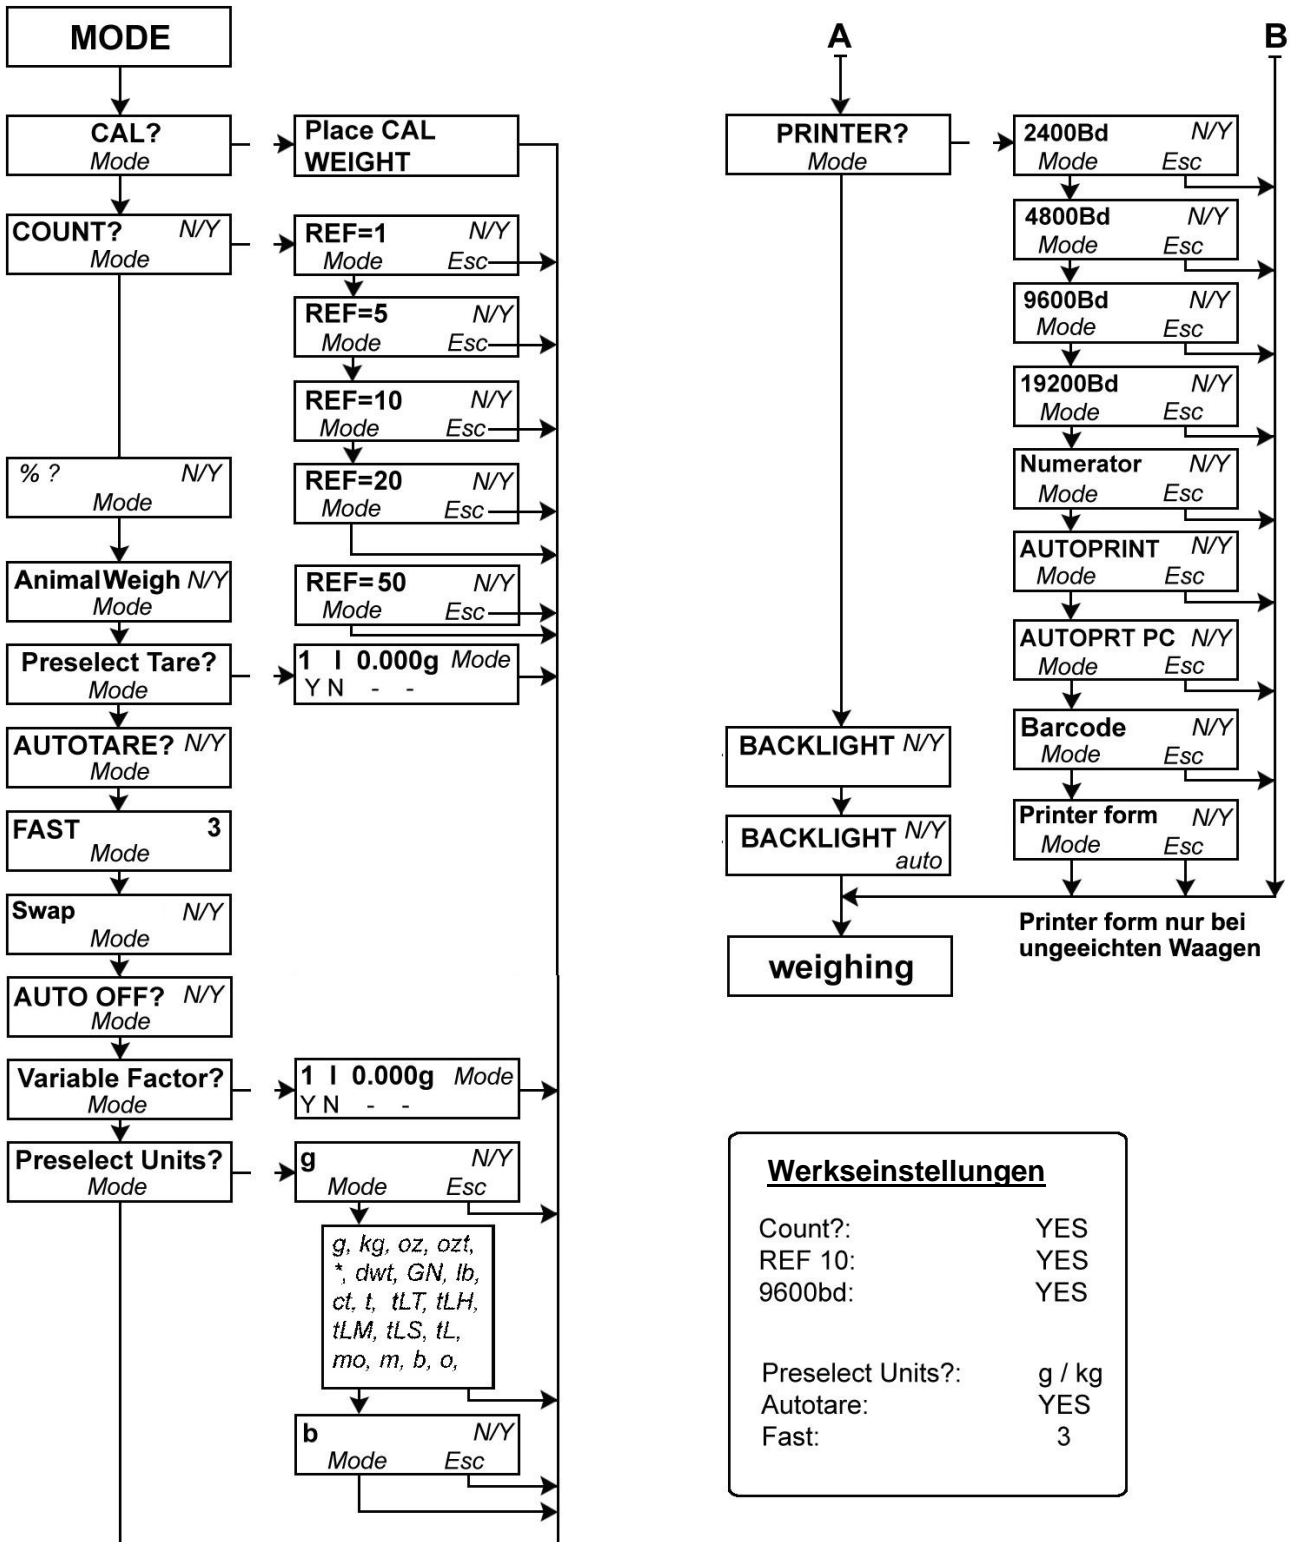 MODE
CAL?
Mode
Place CAL
WEIGHT
COUNT? N/Y
Mode
REF=1 N/Y
Mode Esc
REF=5 N/Y
Mode Esc
REF=10 N/Y
Mode Esc
REF=20 N/Y
Mode Esc
REF=50 N/Y
Mode Esc
% ? N/Y
Mode
AnimalWeigh N/Y
Mode
Preselect Tare?
Mode
1 I 0.000g Mode
Y N - -
AUTOTARE? N/Y
Mode
FAST 3
Mode
Swap N/Y
Mode
AUTO OFF? N/Y
Mode
Variable Factor?
Mode
1 I 0.000g Mode
Y N - -
Preselect Units?
Mode
g N/Y
Mode Esc
g, kg, oz, ozt,
*, dwt, GN, lb,
ct, t, tLT, tLH,
tLM, tLS, tL,
mo, m, b, o,
b N/Y
Mode Esc
A
B
PRINTER?
Mode
2400Bd N/Y
Mode Esc
4800Bd N/Y
Mode Esc
9600Bd N/Y
Mode Esc
19200Bd N/Y
Mode Esc
Numerator N/Y
Mode Esc
AUTOPRINT N/Y
Mode Esc
AUTOPRT PC N/Y
Mode Esc
Barcode N/Y
Mode Esc
Printer form N/Y
Mode Esc
BACKLIGHT N/Y
BACKLIGHT N/Y
auto
Printer form nur bei
ungeeichten Waagen
weighing
Werkseinstellungen
Count?: YES
REF 10: YES
9600bd: YES
Preselect Units?: g / kg
Autotare: YES
Fast: 3